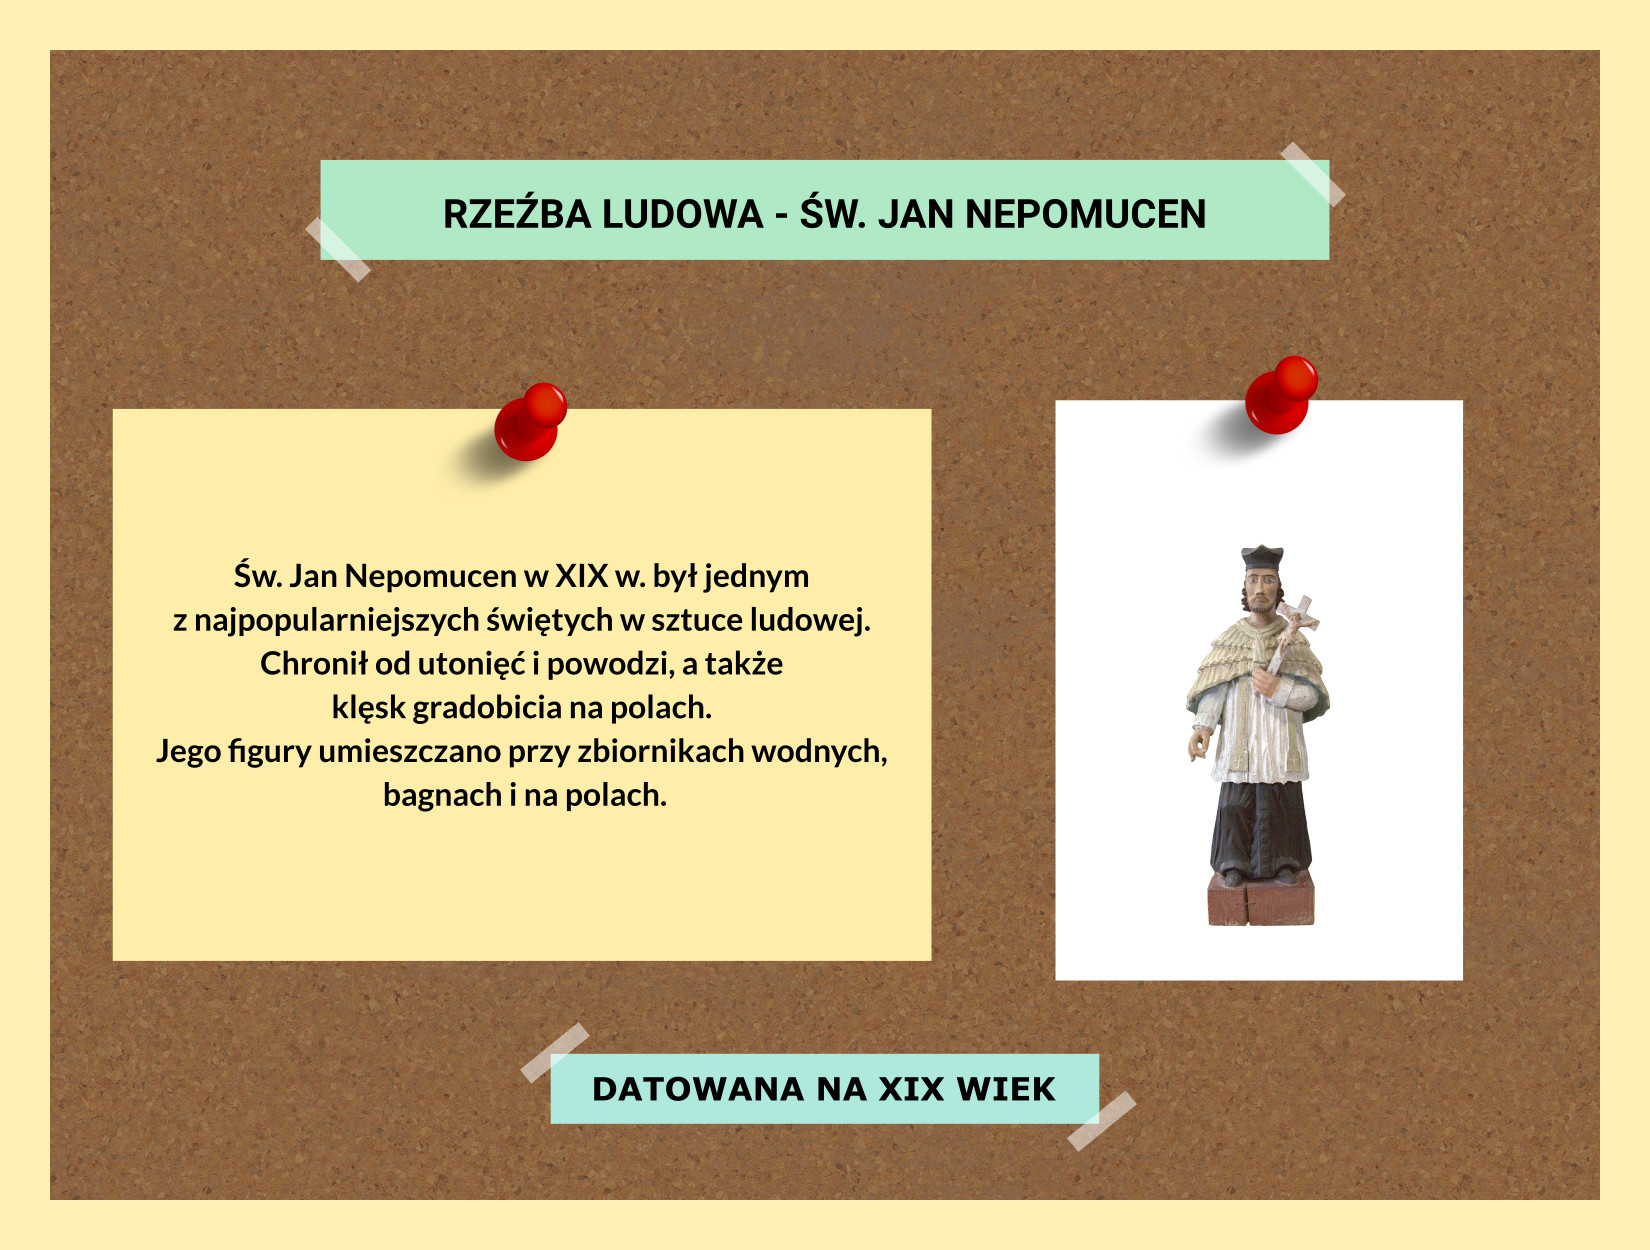 RZEŹBA LUDOWA - ŚW. JAN NEPOMUCEN
Św. Jan Nepomucen w XIX w. był jednym
z najpopularniejszych świętych w sztuce ludowej.
Chronił od utonięć i powodzi, a także
klęsk gradobicia na polach.
Jego figury umieszczano przy zbiornikach wodnych,
bagnach i na polach.
DATOWANA NA XIX WIEK